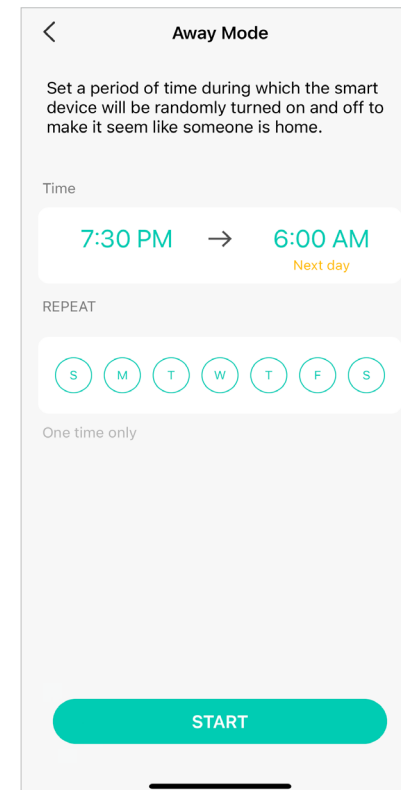 Away Mode
Set a period of time during which the smart
device will be randomly turned on and off to
make it seem like someone is home.
Time
7:30 PM → 6:00 AM
Next day
REPEAT
S M T W T F S
One time only
START